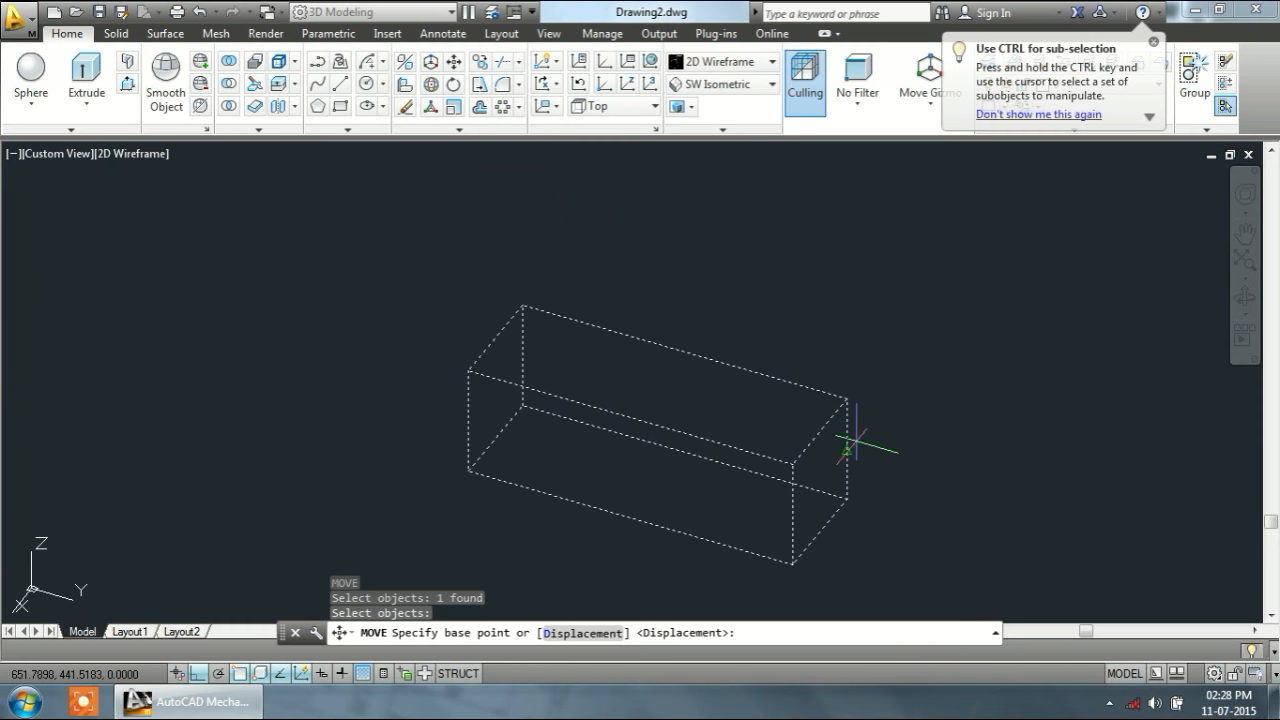 3D Modeling
Drawing2.dwg
Type a keyword or phrase
Sign In
Home Solid Surface Mesh Render Parametric Insert Annotate Layout View Manage Output Plug-ins Online
Use CTRL for sub-selection
Press and hold the CTRL key and
use the cursor to select a set of
subobjects to manipulate.
Don't show me this again
Sphere
Extrude
Smooth
Object
2D Wireframe
SW Isometric
Top
Culling
No Filter
Move Gizmo
Group
[−][Custom View][2D Wireframe]
Z
Y
X
MOVE
Select objects: 1 found
Select objects:
MOVE Specify base point or [Displacement] <Displacement>:
Model Layout1 Layout2
651.7898, 441.5183, 0.0000
STRUCT
MODEL
AutoCAD Mecha...
02:28 PM
11-07-2015